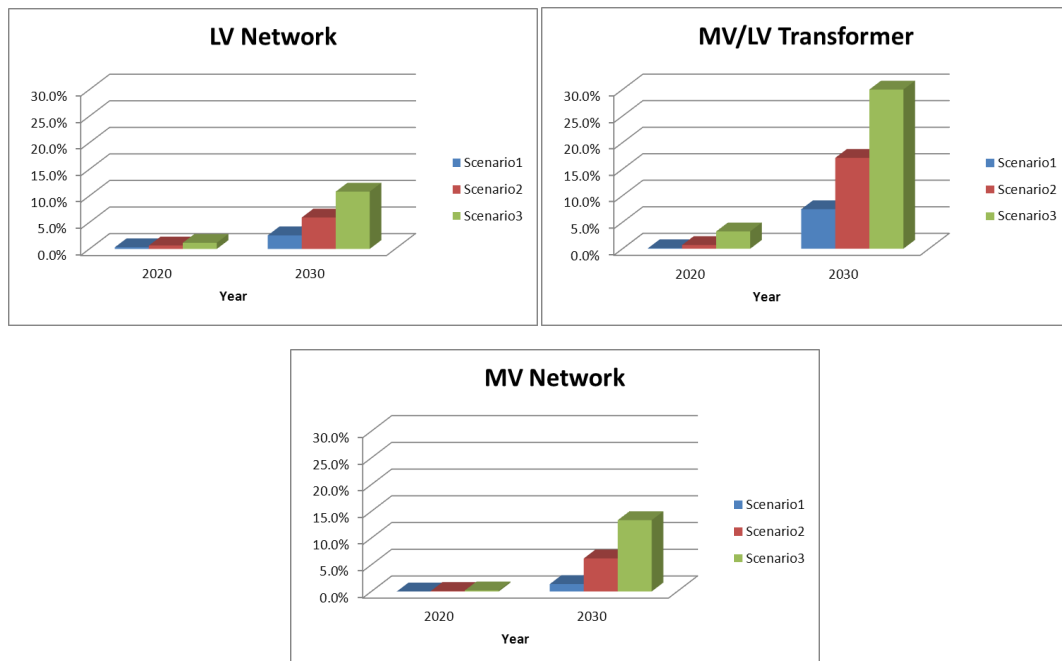 LV Network
30.0%
25.0%
20.0%
15.0%
10.0%
5.0%
0.0%
Scenario1
Scenario2
Scenario3
2020 2030
Year
MV/LV Transformer
30.0%
25.0%
20.0%
15.0%
10.0%
5.0%
0.0%
Scenario1
Scenario2
Scenario3
2020 2030
Year
MV Network
30.0%
25.0%
20.0%
15.0%
10.0%
5.0%
0.0%
Scenario1
Scenario2
Scenario3
2020 2030
Year